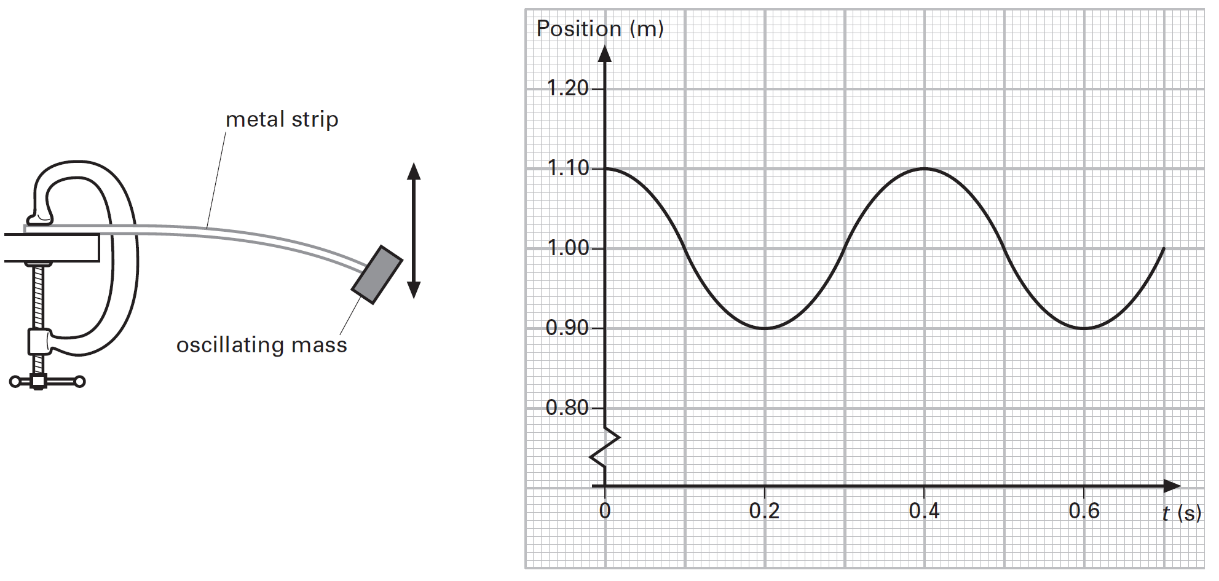 metal strip
oscillating mass
Position (m)
1.20
1.10
1.00
0.90
0.80
0 0.2 0.4 0.6 t (s)